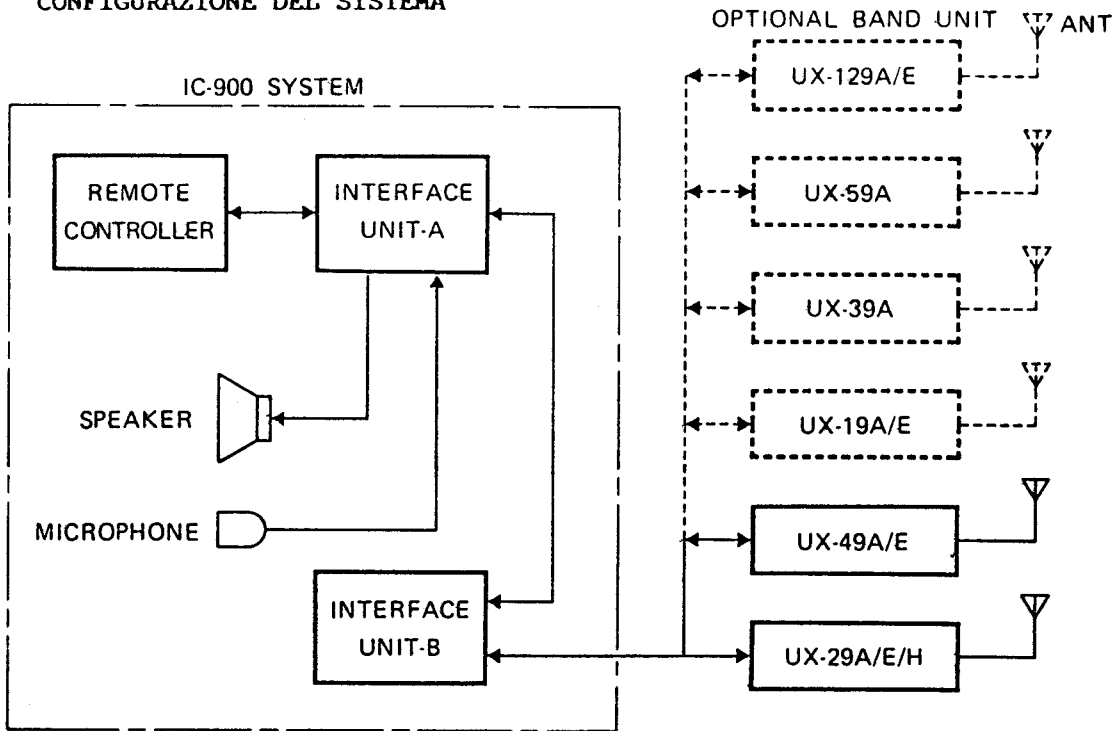 CONFIGURAZIONE DEL SISTEMA
OPTIONAL BAND UNIT
ANT
IC-900 SYSTEM
REMOTE
CONTROLLER
INTERFACE
UNIT-A
SPEAKER
MICROPHONE
INTERFACE
UNIT-B
UX-129A/E
UX-59A
UX-39A
UX-19A/E
UX-49A/E
UX-29A/E/H